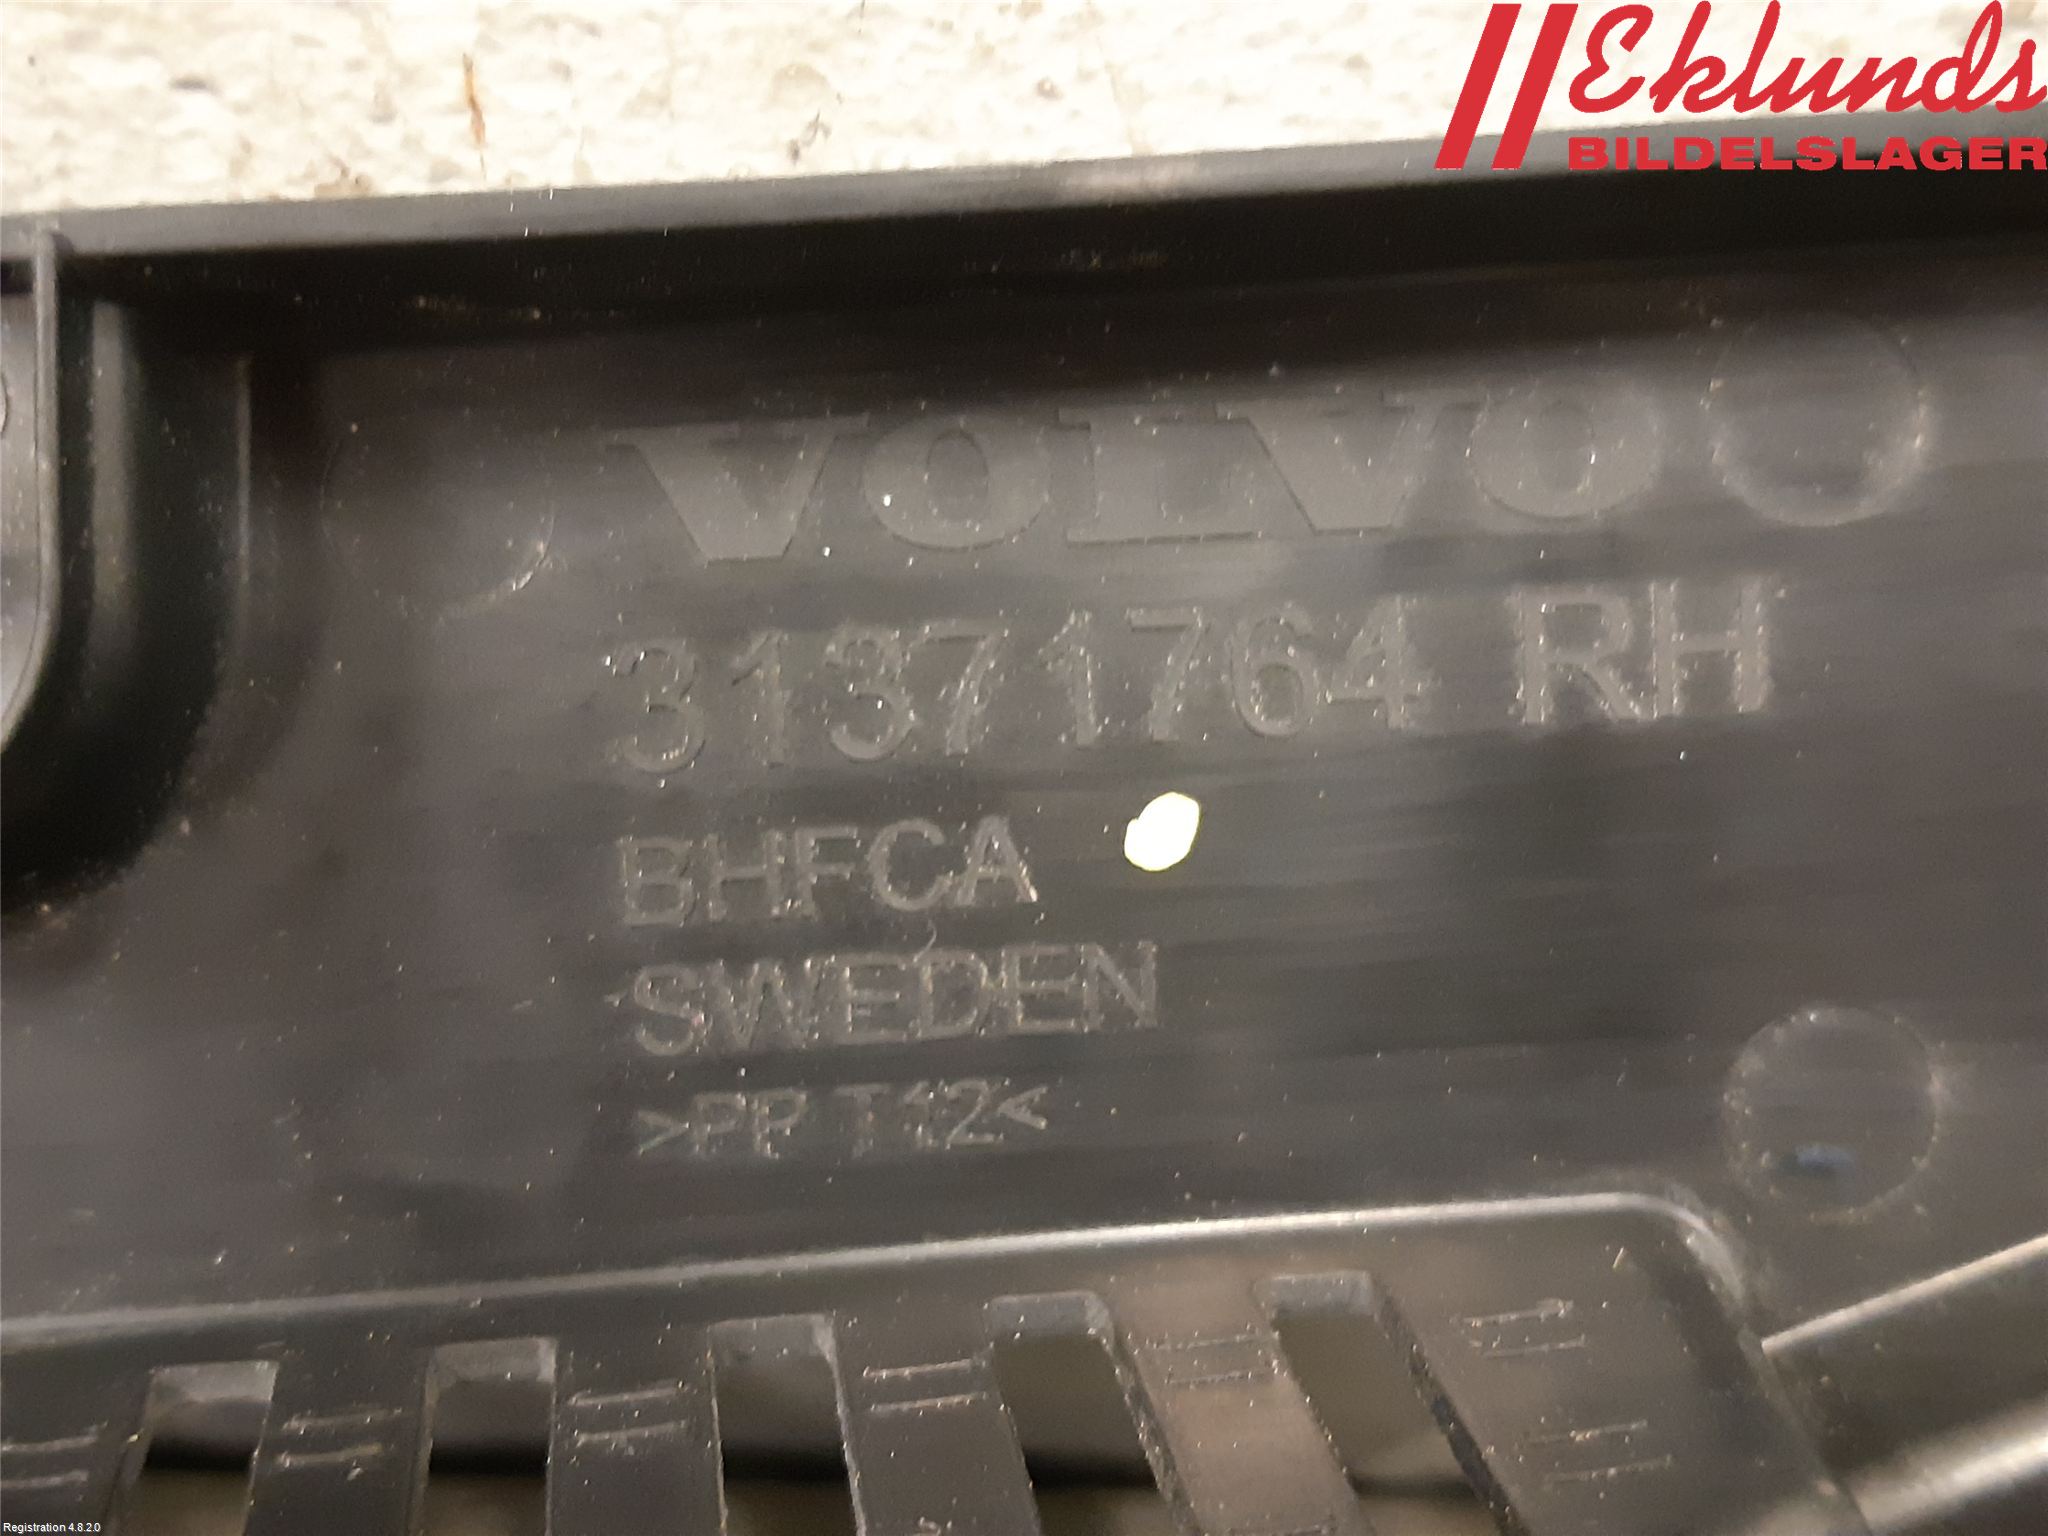 Eklunds
BILDELSLAGER
VOLVO
31371764 RH
BHFCA
SWEDEN
>PP T12<
Registration 4.8.2.0